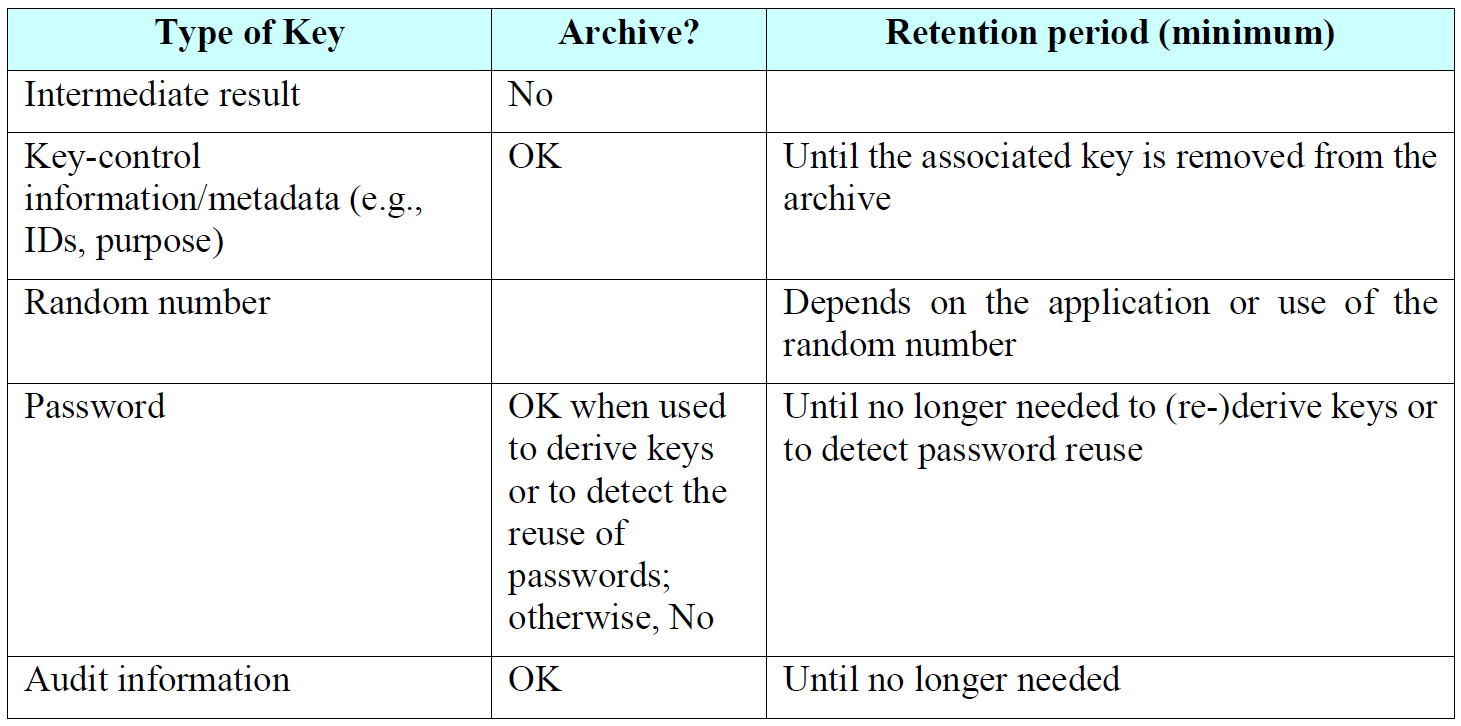 Type of Key Archive? Retention period (minimum)
Intermediate result No
Key-control OK Until the associated key is removed from the
information/metadata (e.g., archive
IDs, purpose)
Random number Depends on the application or use of the
random number
Password OK when used Until no longer needed to (re-)derive keys or
to derive keys to detect password reuse
or to detect the
reuse of
passwords;
otherwise, No
Audit information OK Until no longer needed